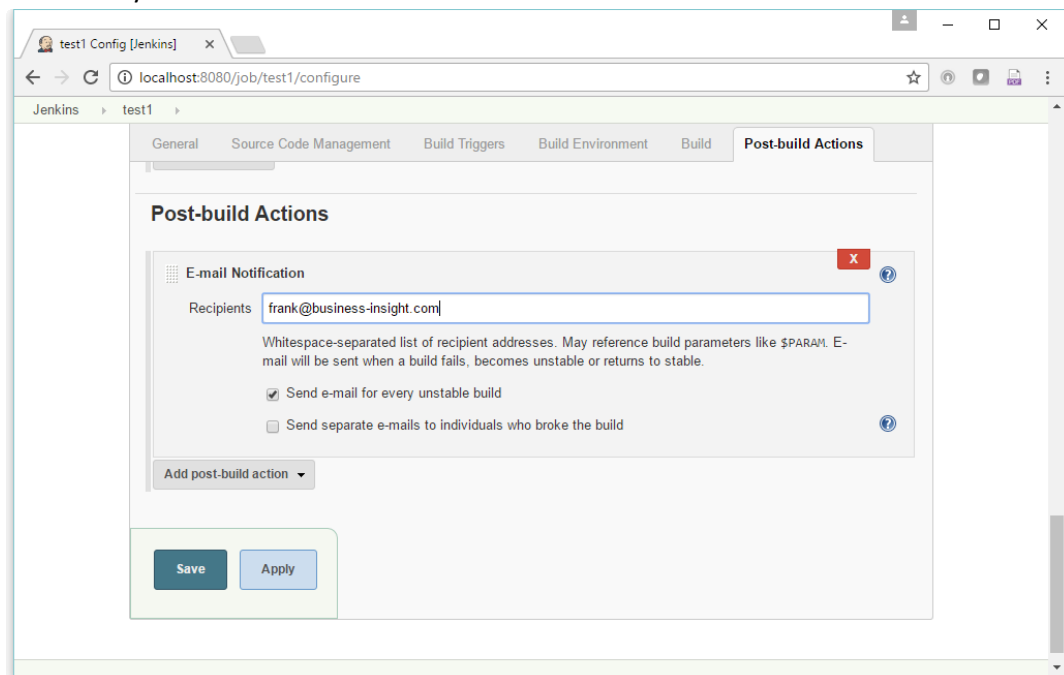 test1 Config [Jenkins]
localhost:8080/job/test1/configure
Jenkins test1
General Source Code Management Build Triggers Build Environment Build Post-build Actions
Post-build Actions
X
E-mail Notification
Recipients frank@business-insight.com
Whitespace-separated list of recipient addresses. May reference build parameters like $PARAM. E-
mail will be sent when a build fails, becomes unstable or returns to stable.
Send e-mail for every unstable build
Send separate e-mails to individuals who broke the build
Add post-build action
Save Apply